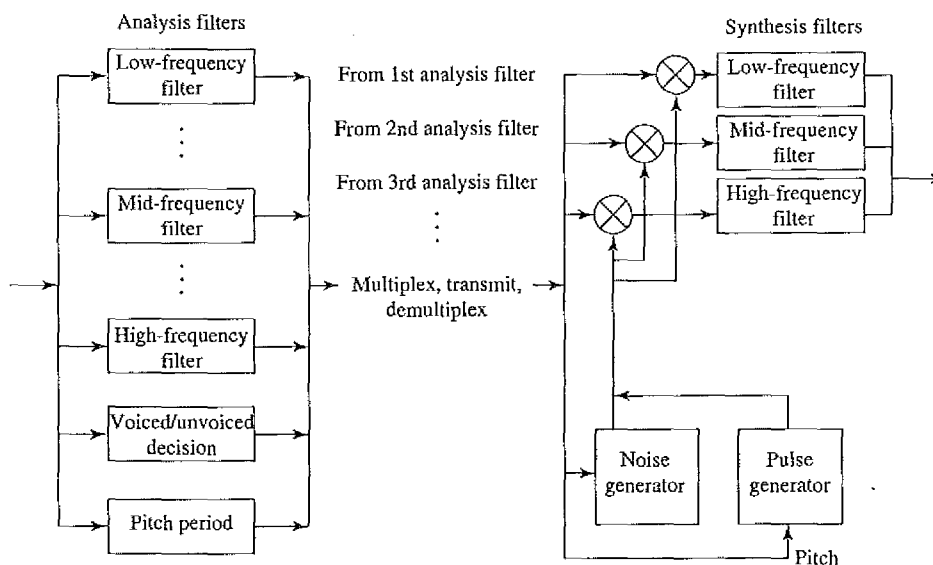 Analysis filters
Low-frequency
filter
Mid-frequency
filter
High-frequency
filter
Voiced/unvoiced
decision
Pitch period
From 1st analysis filter
From 2nd analysis filter
From 3rd analysis filter
Multiplex, transmit,
demultiplex
Synthesis filters
Low-frequency
filter
Mid-frequency
filter
High-frequency
filter
Noise
generator
Pulse
generator
Pitch